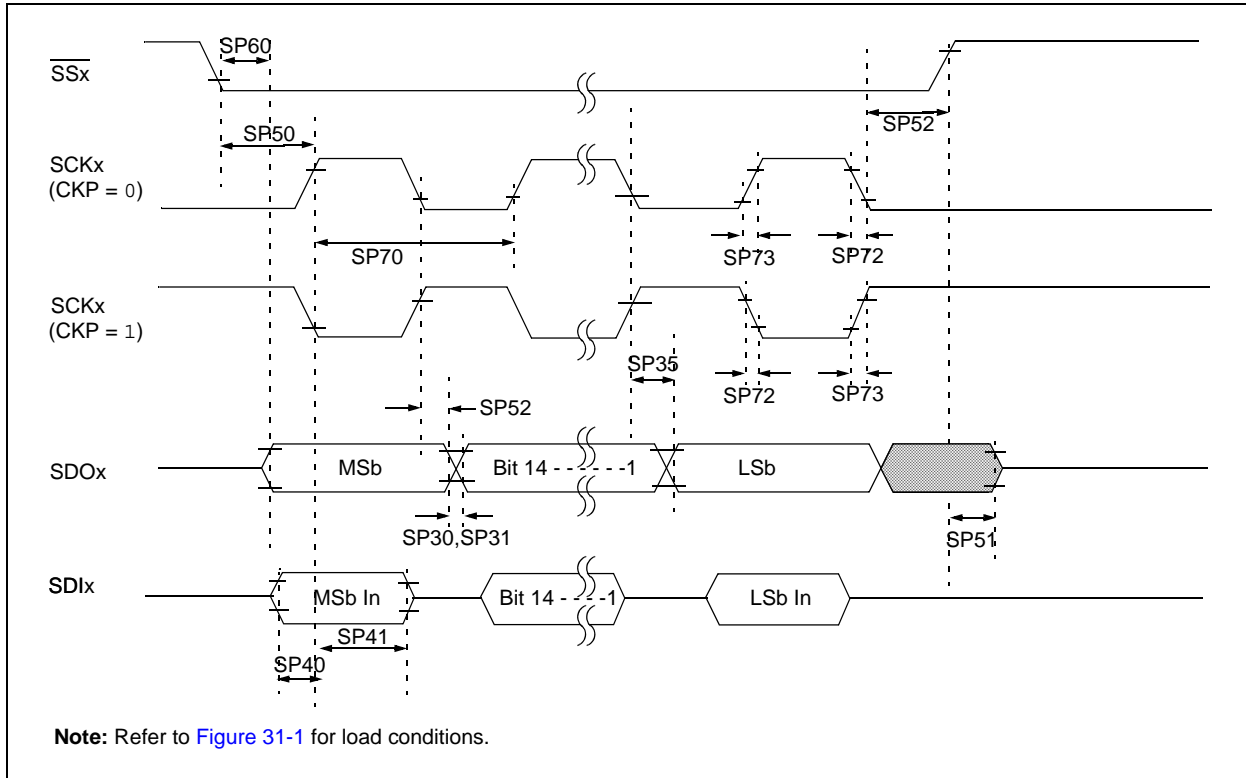 SP60
SSx
SP50
SP52
SCKx
(CKP = 0)
SP70
SP73
SP72
SCKx
(CKP = 1)
SP35
SP72
SP73
SP52
SDOx
MSb
Bit 14 - - - - - -1
LSb
SP30,SP31
SP51
SDIx
MSb In
Bit 14 - - - -1
LSb In
SP41
SP40
Note: Refer to Figure 31-1 for load conditions.